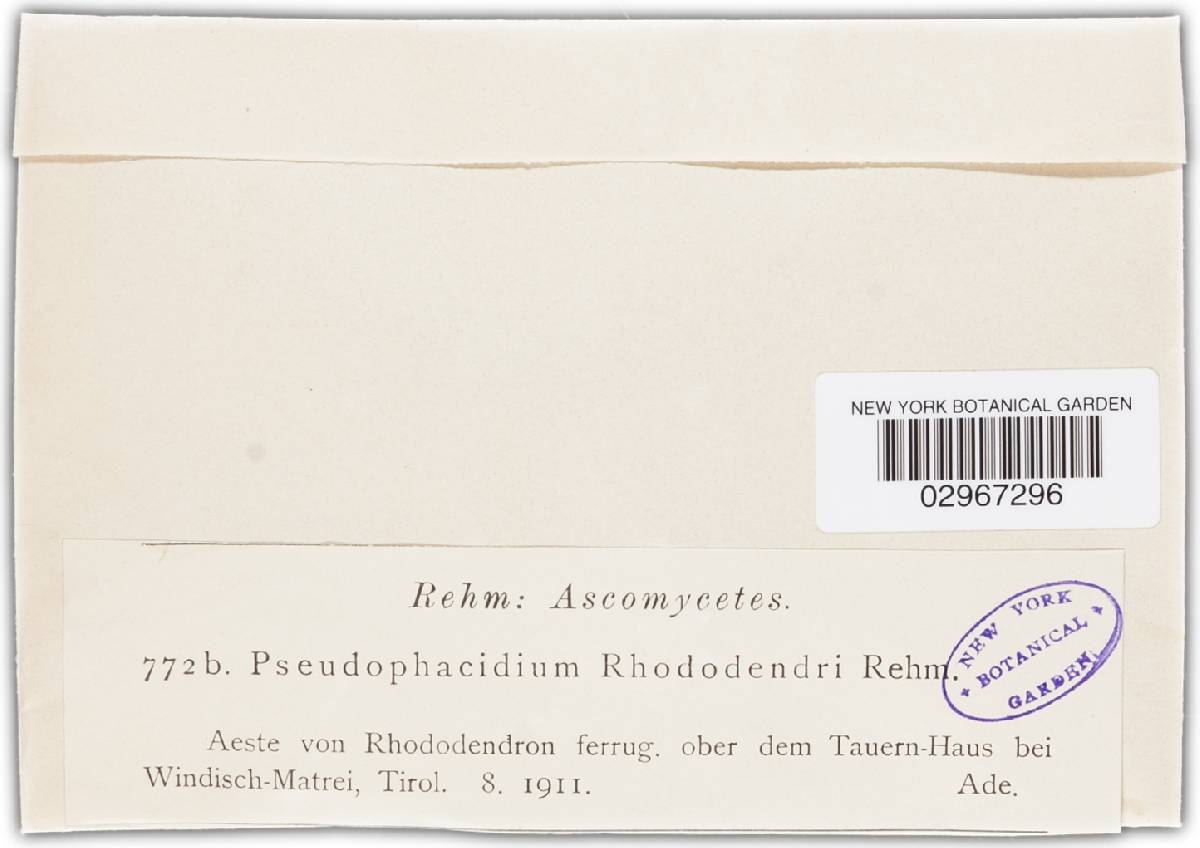 NEW YORK BOTANICAL GARDEN
02967296
Rehm: Ascomycetes.
772b. Pseudophacidium Rhododendri Rehm.
NEW YORK
BOTANICAL
GARDEN
Aeste von Rhododendron ferrug. ober dem Tauern-Haus bei
Windisch-Matrei, Tirol. 8. 1911. Ade.